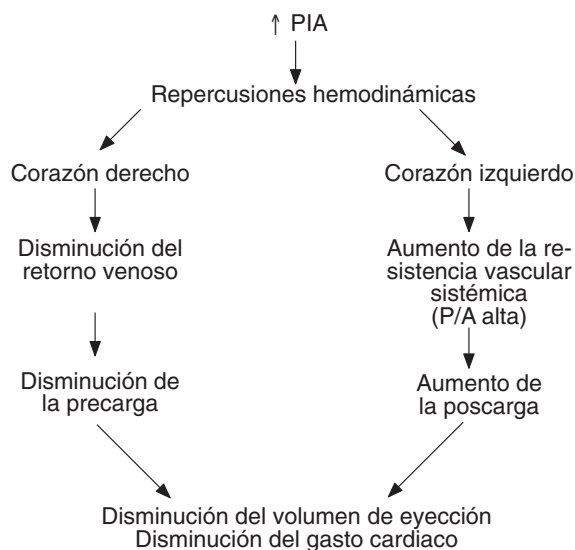 ↑ PIA
Repercusiones hemodinámicas
Corazón derecho
Disminución del
retorno venoso
Disminución de
la precarga
Corazón izquierdo
Aumento de la re-
sistencia vascular
sistémica
(P/A alta)
Aumento de
la poscarga
Disminución del volumen de eyección
Disminución del gasto cardiaco